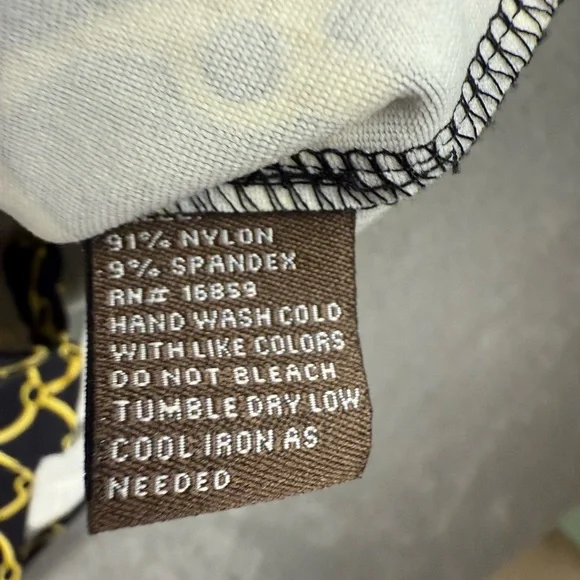 91% NYLON
9% SPANDEX
RN# 16859
HAND WASH COLD
WITH LIKE COLORS
DO NOT BLEACH
TUMBLE DRY LOW
COOL IRON AS
NEEDED